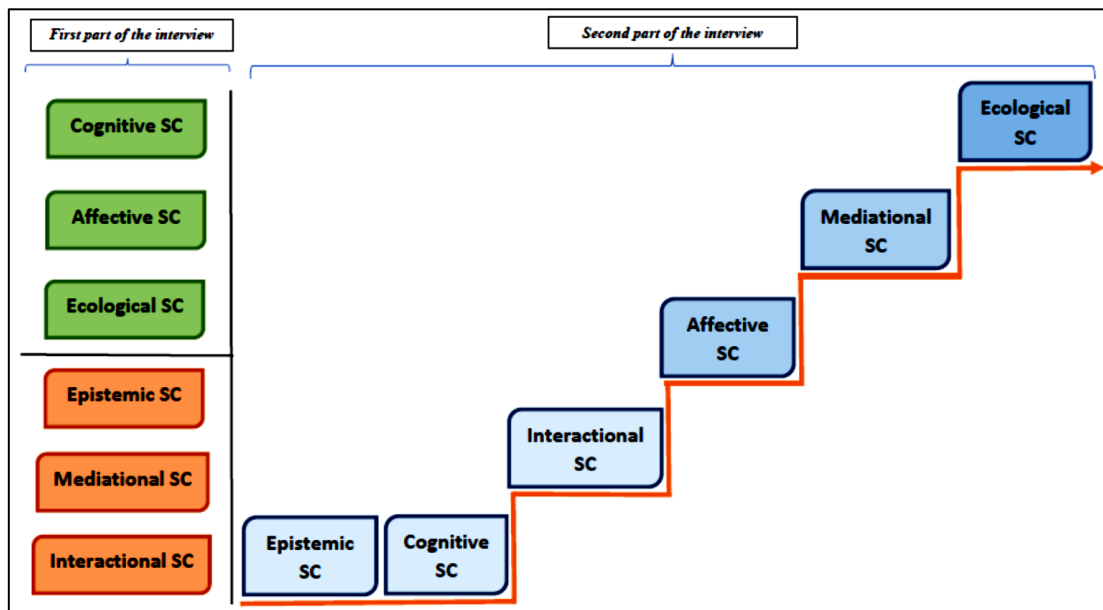 First part of the interview
Second part of the interview
Cognitive SC
Affective SC
Ecological SC
Epistemic SC
Mediational SC
Interactional SC
Epistemic
SC
Cognitive
SC
Interactional
SC
Affective
SC
Mediational
SC
Ecological
SC